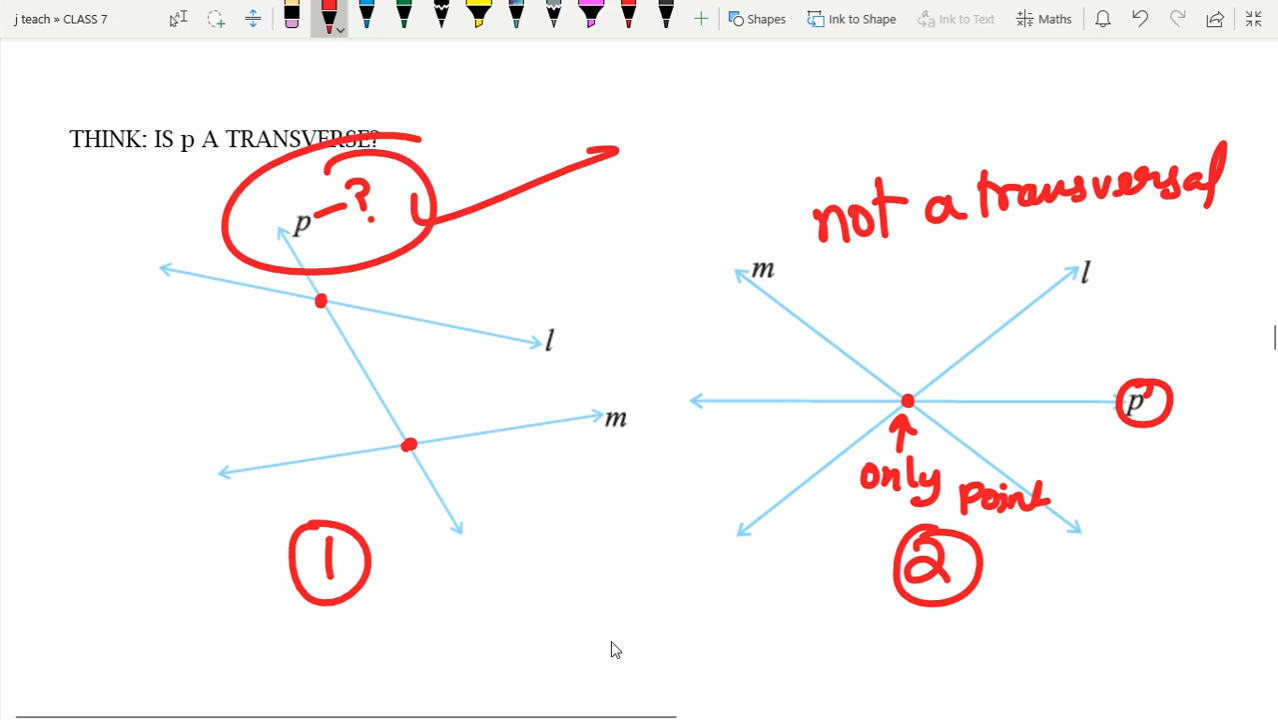 j teach » CLASS 7
Shapes
Ink to Shape
Ink to Text
Maths
THINK: IS p A TRANSVERSE?
p - ?
not a transversal
m
l
l
p
m
only point
1
2